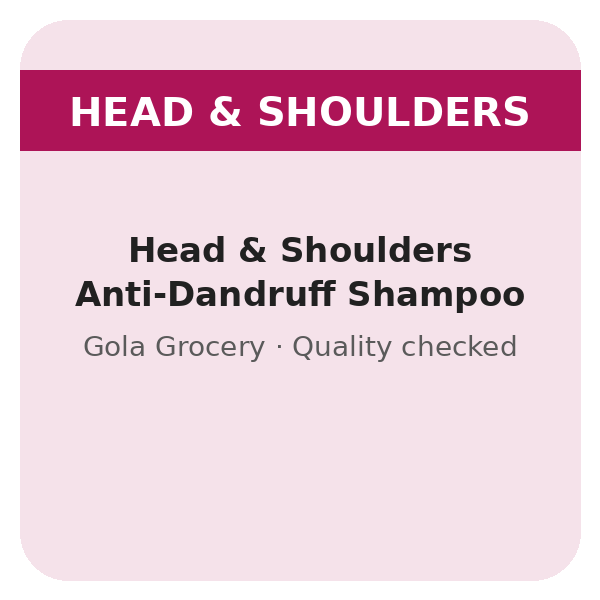 HEAD & SHOULDERS
Head & Shoulders
Anti-Dandruff Shampoo
Gola Grocery · Quality checked